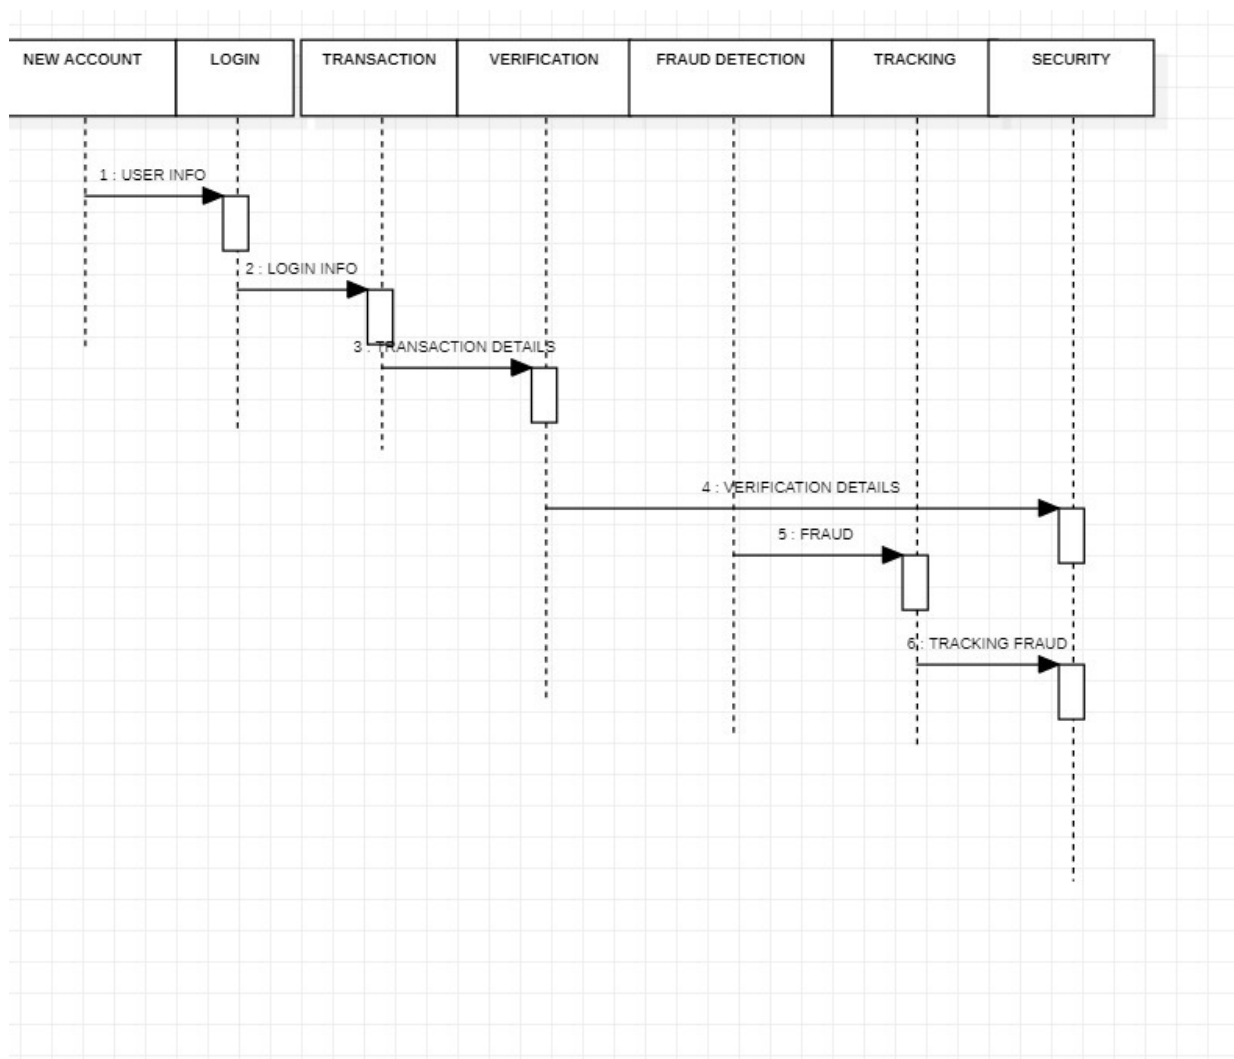 NEW ACCOUNT
LOGIN
TRANSACTION
VERIFICATION
FRAUD DETECTION
TRACKING
SECURITY
1 : USER INFO
2 : LOGIN INFO
3 : TRANSACTION DETAILS
4 : VERIFICATION DETAILS
5 : FRAUD
6 : TRACKING FRAUD